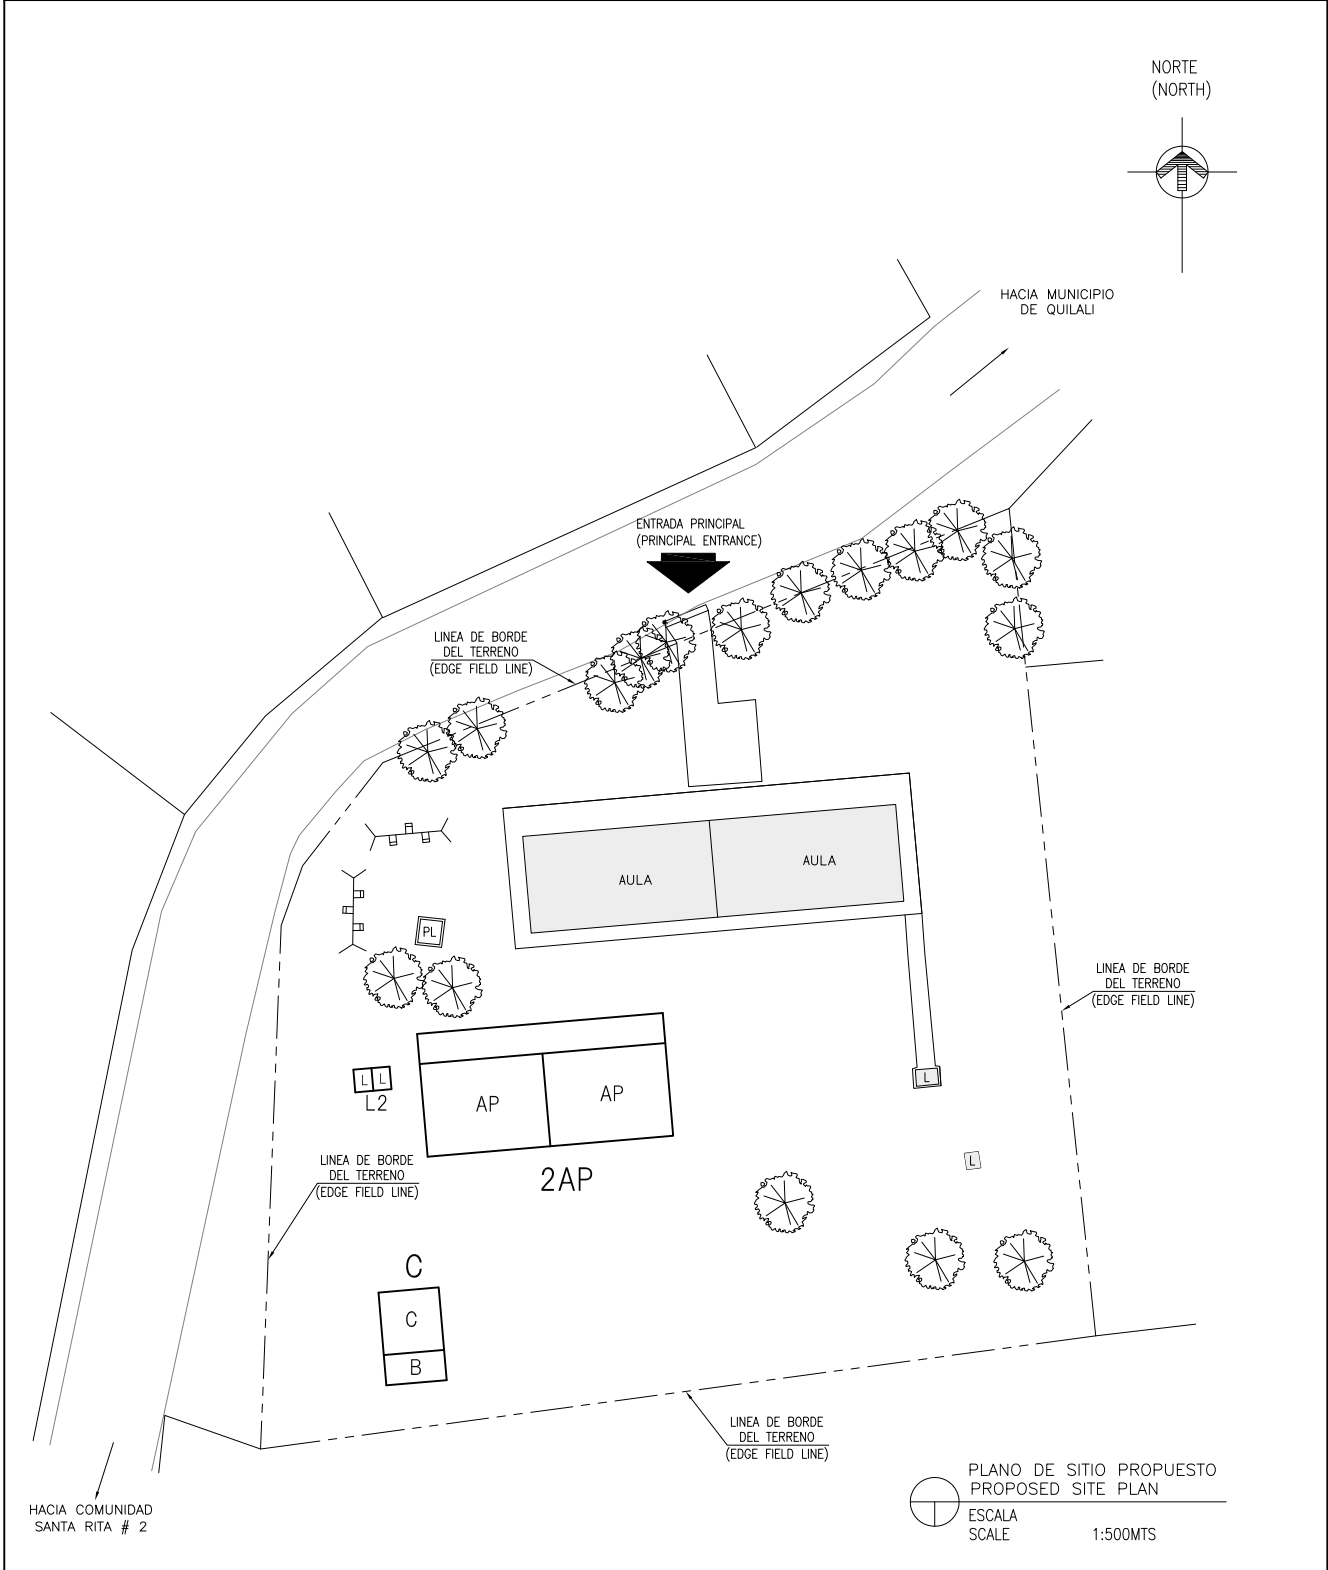 NORTE
(NORTH)
HACIA MUNICIPIO
DE QUILALI
ENTRADA PRINCIPAL
(PRINCIPAL ENTRANCE)
LINEA DE BORDE
DEL TERRENO
(EDGE FIELD LINE)
AULA
AULA
PL
LINEA DE BORDE
DEL TERRENO
(EDGE FIELD LINE)
L L
L2
AP
AP
L
2AP
L
LINEA DE BORDE
DEL TERRENO
(EDGE FIELD LINE)
C
C
B
LINEA DE BORDE
DEL TERRENO
(EDGE FIELD LINE)
HACIA COMUNIDAD
SANTA RITA # 2
PLANO DE SITIO PROPUESTO
PROPOSED SITE PLAN
ESCALA
SCALE 1:500MTS